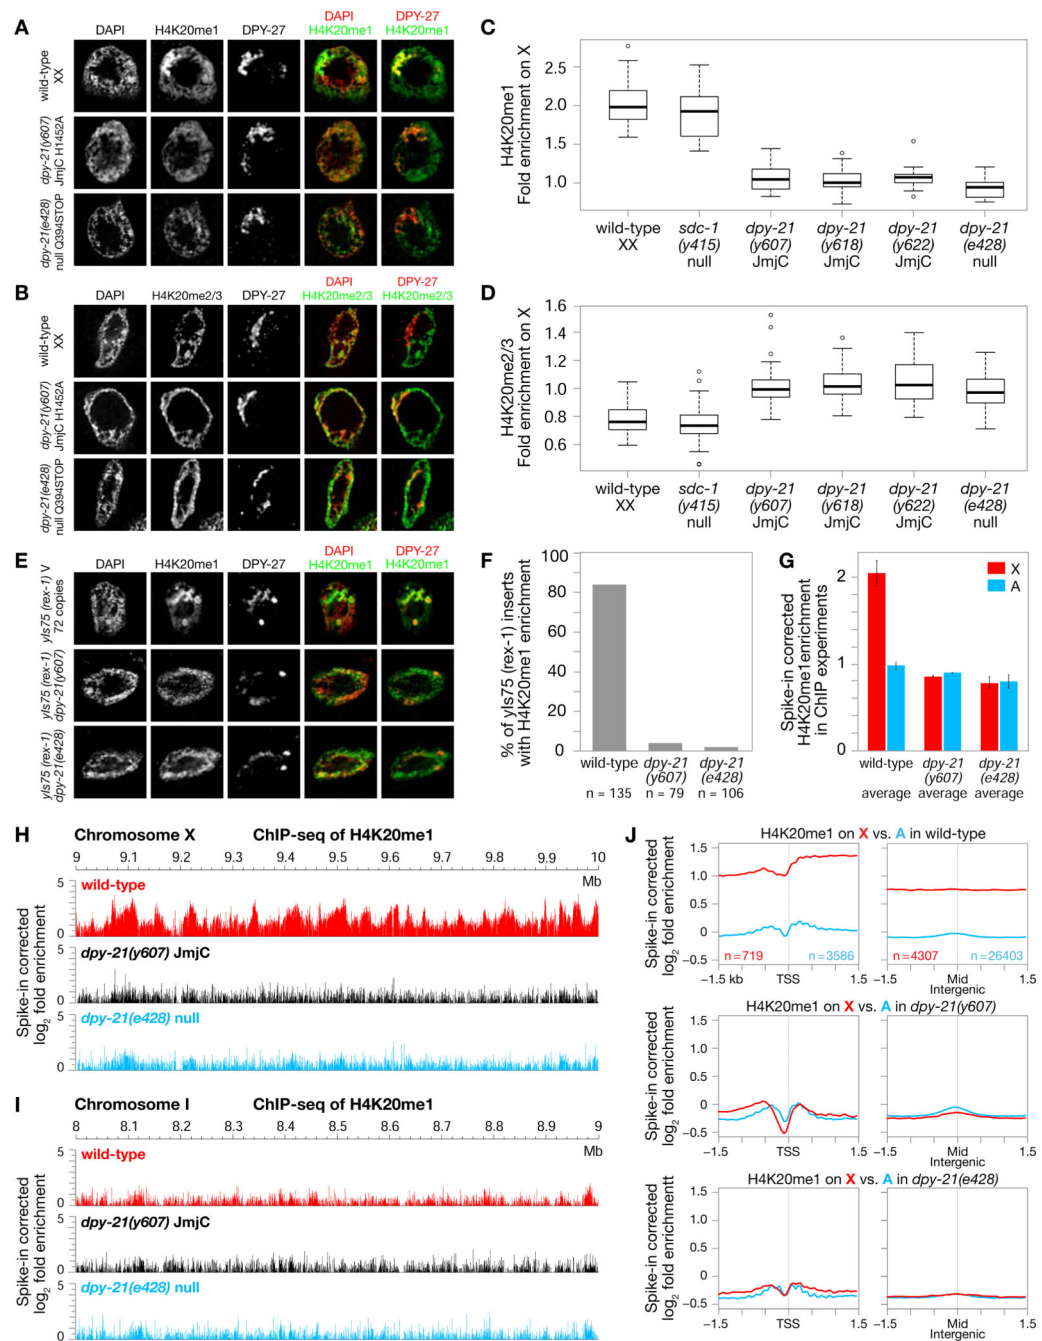 A
DAPI H4K20me1 DPY-27 DAPI H4K20me1 DPY-27 H4K20me1
wild-type XX
dpy-21(y607) JmjC H1452A
dpy-21(e428) null Q394STOP
B
DAPI H4K20me2/3 DPY-27 DAPI H4K20me2/3 DPY-27 H4K20me2/3
wild-type XX
dpy-21(y607) JmjC H1452A
dpy-21(e428) null Q394STOP
C
H4K20me1
Fold enrichment on X
2.5
2.0
1.5
1.0
wild-type sdc-1 dpy-21 dpy-21 dpy-21 dpy-21
XX (y415) (y607) (y618) (y622) (e428)
null JmjC JmjC JmjC null
D
H4K20me2/3
Fold enrichment on X
1.6
1.4
1.2
1.0
0.8
0.6
wild-type sdc-1 dpy-21 dpy-21 dpy-21 dpy-21
XX (y415) (y607) (y618) (y622) (e428)
null JmjC JmjC JmjC null
E
DAPI H4K20me1 DPY-27 DAPI H4K20me1 DPY-27 H4K20me1
yIs75 (rex-1) V 72 copies
yIs75 (rex-1) dpy-21(y607)
yIs75 (rex-1) dpy-21(e428)
F
% of yIs75 (rex-1) inserts
with H4K20me1 enrichment
100
80
60
40
20
0
wild-type dpy-21 dpy-21
(y607) (e428)
n = 135 n = 79 n = 106
G
Spike-in corrected
H4K20me1 enrichment
in ChIP experiments
X
A
2
1
0
wild-type dpy-21 dpy-21
(y607) (e428)
average average average
H
Chromosome X ChIP-seq of H4K20me1
9 9.1 9.2 9.3 9.4 9.5 9.6 9.7 9.8 9.9 10
Mb
Spike-in corrected
log2 fold enrichment
5
wild-type
0
5
dpy-21(y607) JmjC
0
5
dpy-21(e428) null
0
I
Chromosome I ChIP-seq of H4K20me1
8 8.1 8.2 8.3 8.4 8.5 8.6 8.7 8.8 8.9 9
Mb
Spike-in corrected
log2 fold enrichment
5
wild-type
0
5
dpy-21(y607) JmjC
0
5
dpy-21(e428) null
0
J
H4K20me1 on X vs. A in wild-type
Spike-in corrected
log2 fold enrichment
1.5
1.0
0.5
0
−0.5
n=719 n=3586 n=4307 n=26403
−1.5 kb TSS 1.5 −1.5 Mid 1.5
Intergenic
H4K20me1 on X vs. A in dpy-21(y607)
Spike-in corrected
log2 fold enrichment
1.5
1.0
0.5
0
−0.5
−1.5 TSS 1.5 −1.5 Mid 1.5
Intergenic
H4K20me1 on X vs. A in dpy-21(e428)
Spike-in corrected
log2 fold enrichmentt
1.5
1.0
0.5
0
−0.5
−1.5 TSS 1.5 −1.5 Mid 1.5
Intergenic